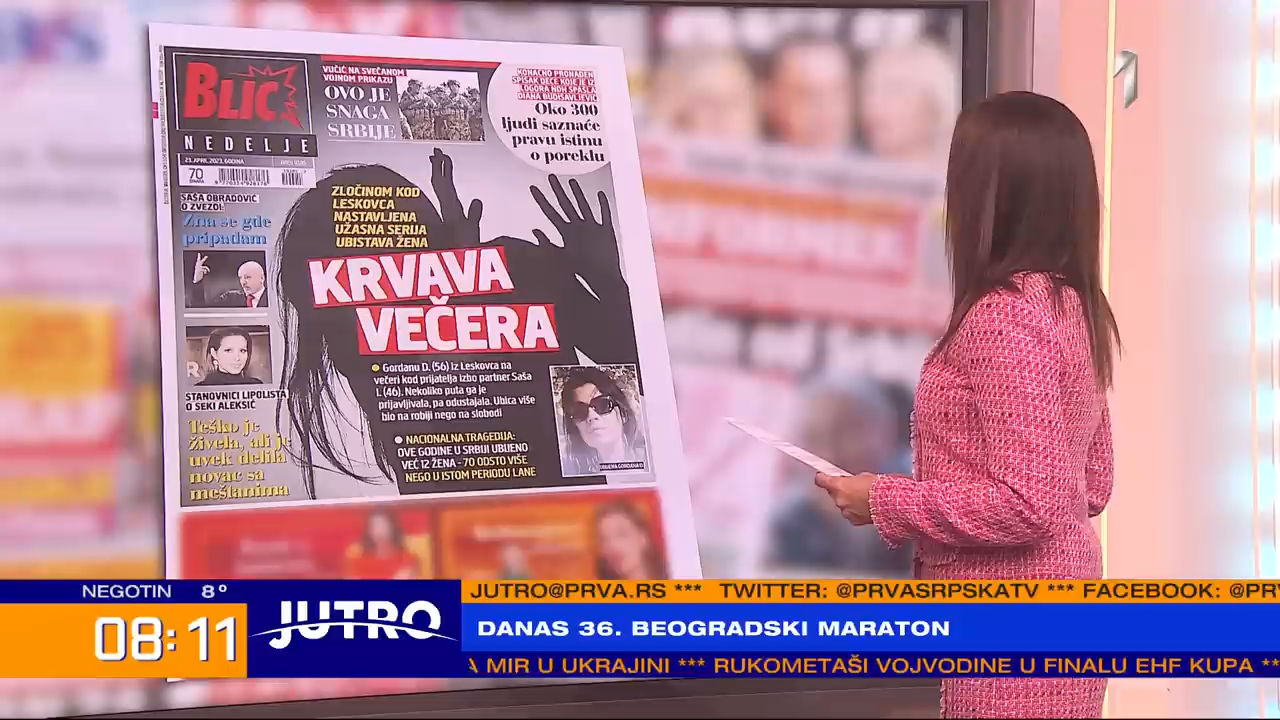 BLIC
NEDELJE
23. APRIL 2023. GODINA
70
DINARA
VUČIĆ NA SVEČANOM
VOJNOM PRIKAZU
OVO JE
SNAGA
SRBIJE
KONAČNO PRONAĐEN
SPISAK DECE KOJE JE IZ
LOGORA NDH SPASLA
DIANA BUDISAVLJEVIĆ
Oko 300
ljudi saznaće
pravu istinu
o poreklu
SAŠA OBRADOVIĆ
O ZVEZDI:
Zna se gde
pripadam
STANOVNICI LIPOLISTA
O SEKI ALEKSIĆ
Teško je
živela, ali je
uvek delila
novac sa
meštanima
ZLOČINOM KOD
LESKOVCA
NASTAVLJENA
UŽASNA SERIJA
UBISTAVA ŽENA
KRVAVA
VEČERA
Gordanu D. (56) iz Leskovca na
večeri kod prijatelja izbo partner Saša
I. (46). Nekoliko puta ga je
prijavljivala, pa odustajala. Ubica više
bio na robiji nego na slobodi
NACIONALNA TRAGEDIJA:
OVE GODINE U SRBIJI UBIJENO
VEĆ 12 ŽENA - 70 ODSTO VIŠE
NEGO U ISTOM PERIODU LANE
UBIJENA GORDANA D.
1
NEGOTIN 8°
08:11
JUTRO
JUTRO@PRVA.RS *** TWITTER: @PRVASRPSKATV *** FACEBOOK: @PRV
DANAS 36. BEOGRADSKI MARATON
A MIR U UKRAJINI *** RUKOMETAŠI VOJVODINE U FINALU EHF KUPA ***